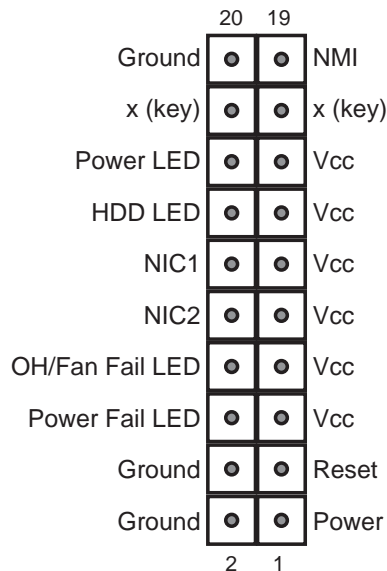 20 19
Ground NMI
x (key) x (key)
Power LED Vcc
HDD LED Vcc
NIC1 Vcc
NIC2 Vcc
OH/Fan Fail LED Vcc
Power Fail LED Vcc
Ground Reset
Ground Power
2 1